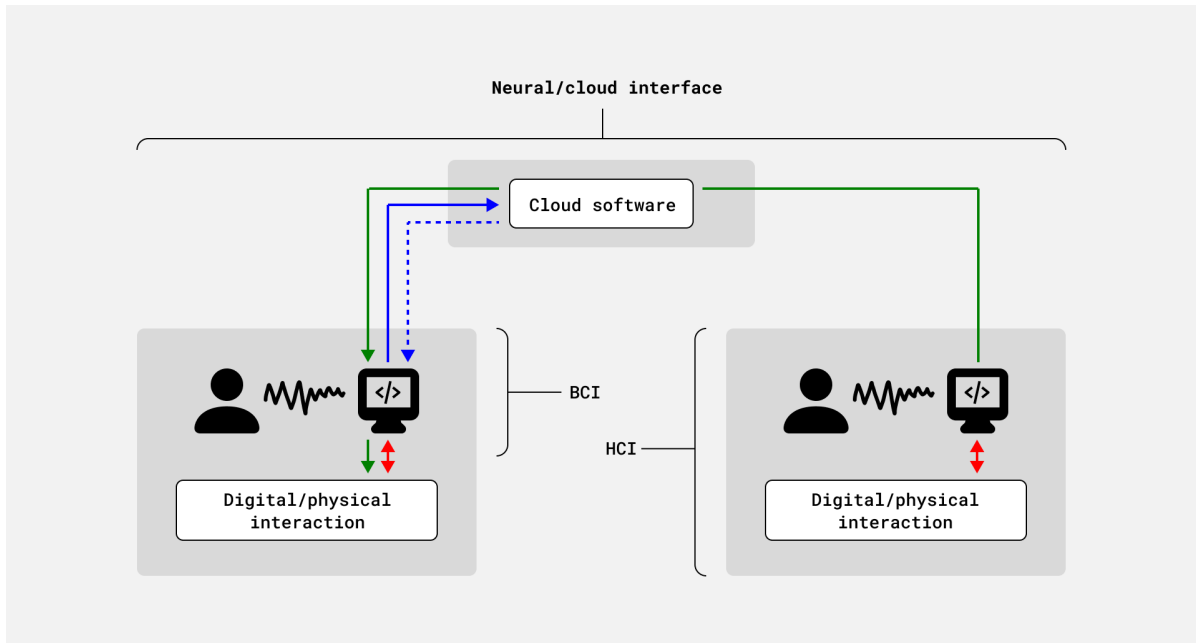 Neural/cloud interface
Cloud software
</>
BCI
HCI
</>
Digital/physical
interaction
Digital/physical
interaction